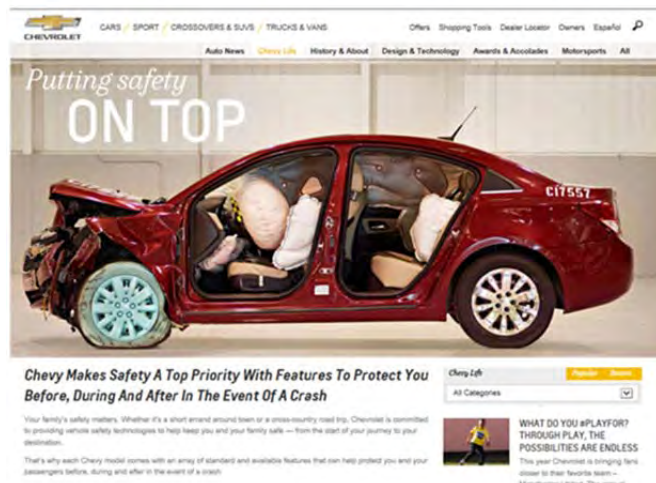 CHEVROLET
CARS / SPORT / CROSSOVERS & SUVS / TRUCKS & VANS
Offers Shopping Tools Dealer Locator Owners Español
Auto News Chevy Life History & About Design & Technology Awards & Accolades Motorsports All
Putting safety
ON TOP
C17557
Chevy Makes Safety A Top Priority With Features To Protect You
Before, During And After In The Event Of A Crash
Your family's safety matters. Whether it's a short errand around town or a cross-country road trip, Chevrolet is committed
to providing vehicle safety technologies to help keep you and your family safe — from the start of your journey to your
destination.
That's why each Chevy model comes with an array of standard and available features that can help protect you and your
passengers before, during and after in the event of a crash
Chevy Life
Popular
All Categories
WHAT DO YOU #PLAYFOR?
THROUGH PLAY, THE
POSSIBILITIES ARE ENDLESS
This year Chevrolet is bringing fans
closer to their favorite team –